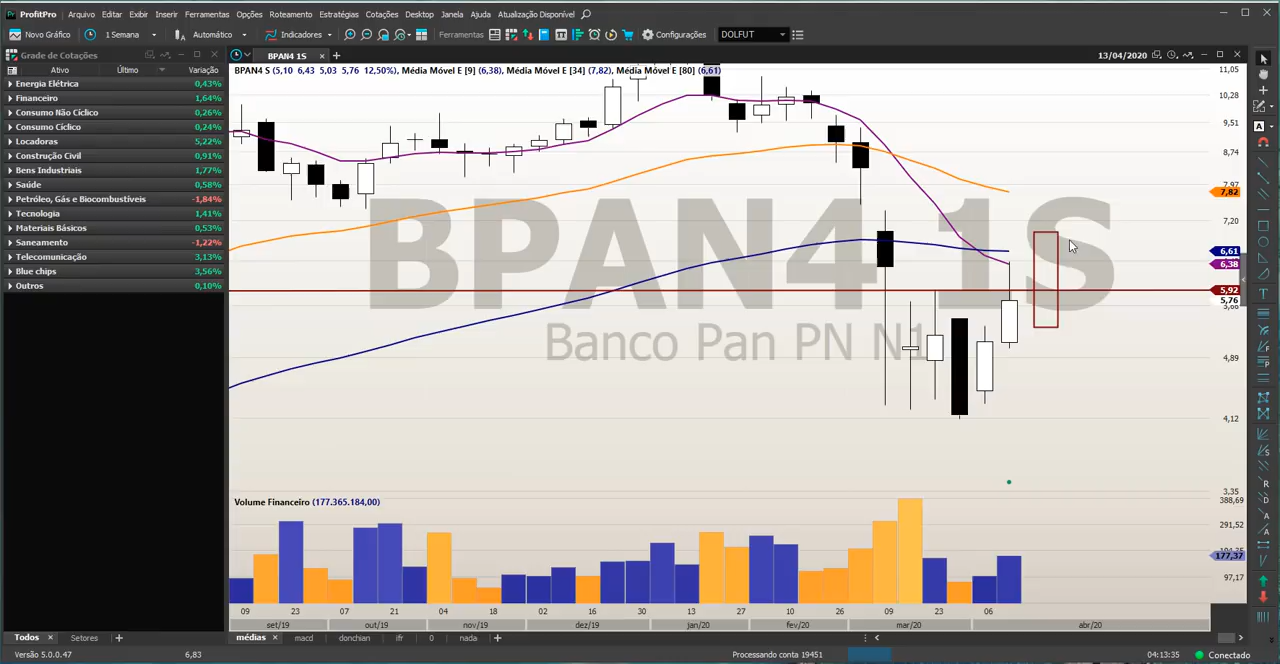 ProfitPro Arquivo Editar Exibir Inserir Ferramentas Opções Roteamento Estratégias Cotações Desktop Janela Ajuda Atualização Disponível
Novo Gráfico 1 Semana Automático Indicadores Ferramentas Configurações DOLFUT
Grade de Cotações
BPAN4 1S
13/04/2020
Ativo Último Variação
Energia Elétrica 0,43%
Financeiro 1,64%
Consumo Não Cíclico 0,26%
Consumo Cíclico 0,24%
Locadoras 5,22%
Construção Civil 0,91%
Bens Industriais 1,77%
Saúde 0,58%
Petróleo, Gás e Biocombustíveis -1,84%
Tecnologia 1,41%
Materiais Básicos 0,53%
Saneamento -1,22%
Telecomunicação 3,13%
Blue chips 3,56%
Outros 0,10%
BPAN4 S (5,10 6,43 5,03 5,76 12,50%), Média Móvel E [9] (6,38), Média Móvel E [34] (7,82), Média Móvel E [80] (6,61)
BPAN4 1S
Banco Pan PN N1
11,05
10,28
9,51
8,74
7,97
7,82
7,20
6,61
6,38
5,92
5,76
4,89
4,12
3,35
Volume Financeiro (177.365.184,00)
388,69
291,52
177,37
97,17
09 23 07 21 04 18 02 16 30 13 27 10 26 09 23 06
set/19 out/19 nov/19 dez/19 jan/20 fev/20 mar/20 abr/20
Todos Setores
médias macd donchian ifr 0 nada
Versão 5.0.0.47 6,83 Processando conta 19451 04:13:35 Conectado